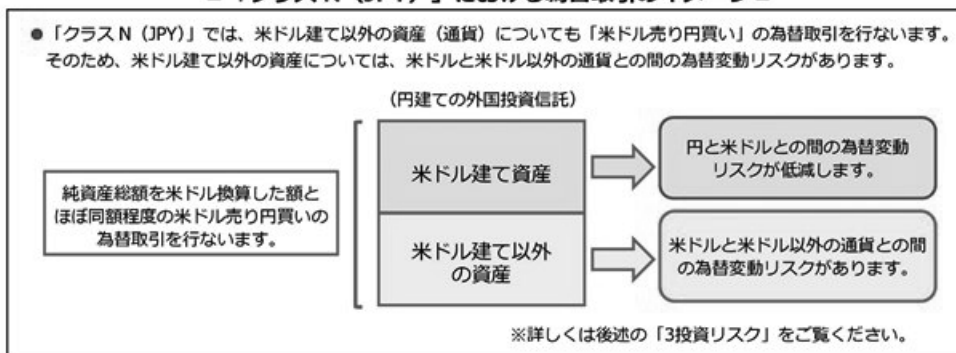 ●「クラスN（JPY）」では、米ドル建て以外の資産（通貨）についても「米ドル売り円買い」の為替取引を行ないます。
そのため、米ドル建て以外の資産については、米ドルと米ドル以外の通貨との間の為替変動リスクがあります。
（円建ての外国投資信託）
純資産総額を米ドル換算した額と
ほぼ同額程度の米ドル売り円買いの
為替取引を行ないます。
米ドル建て資産
円と米ドルとの間の為替変動
リスクが低減します。
米ドル建て以外
の資産
米ドルと米ドル以外の通貨との間
の為替変動リスクがあります。
※詳しくは後述の「3投資リスク」をご覧ください。